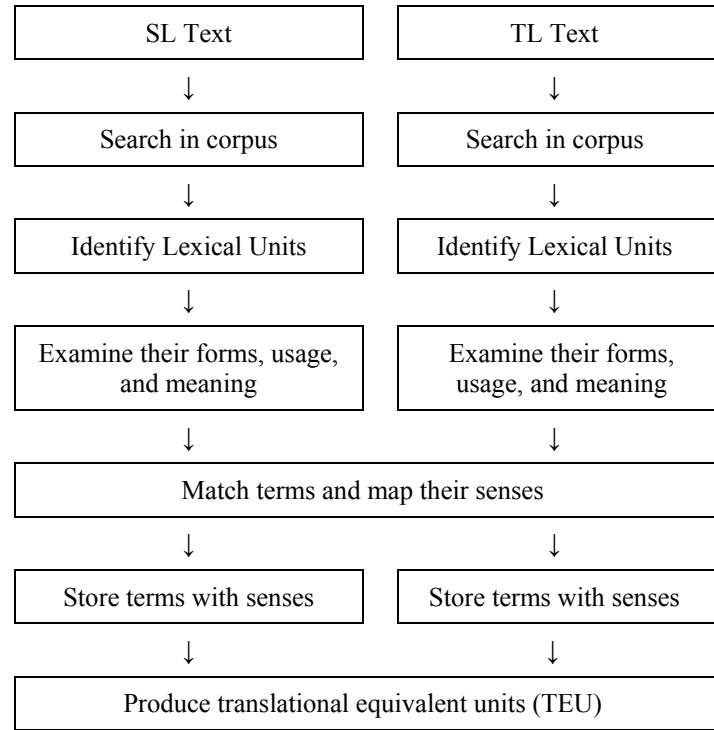 SL Text
TL Text
↓
↓
Search in corpus
Search in corpus
↓
↓
Identify Lexical Units
Identify Lexical Units
↓
↓
Examine their forms, usage,
and meaning
Examine their forms,
usage, and meaning
↓
↓
Match terms and map their senses
↓
↓
Store terms with senses
Store terms with senses
↓
↓
Produce translational equivalent units (TEU)